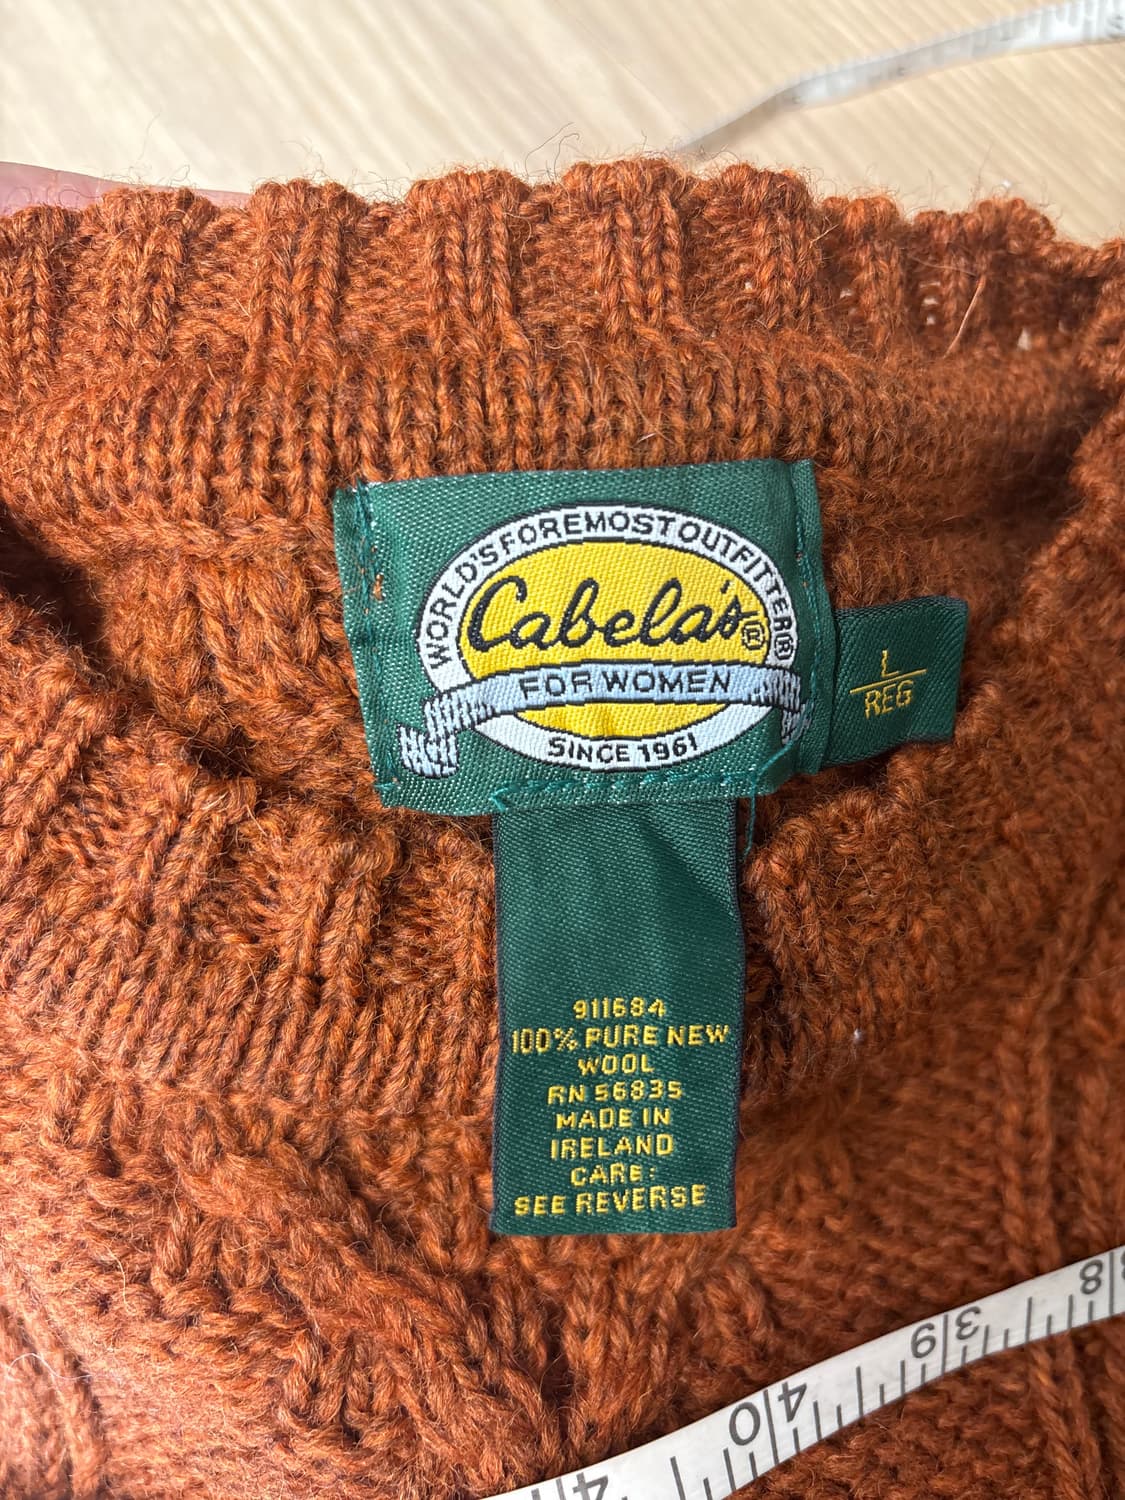 WORLD'S FOREMOST OUTFITTER®
Cabela's®
FOR WOMEN
SINCE 1961
L
REG
911684
100% PURE NEW
WOOL
RN 56835
MADE IN
IRELAND
CARE:
SEE REVERSE
39
40